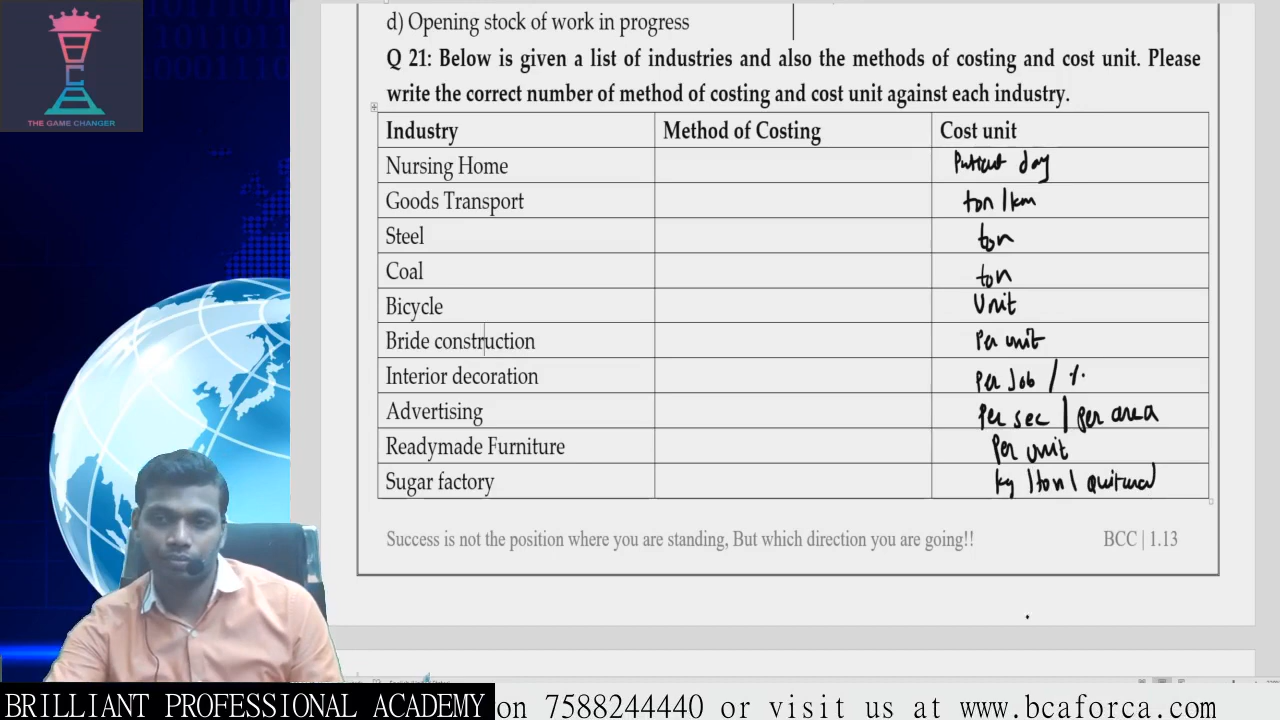 THE GAME CHANGER
d) Opening stock of work in progress
Q 21: Below is given a list of industries and also the methods of costing and cost unit. Please
write the correct number of method of costing and cost unit against each industry.
Industry Method of Costing Cost unit
Nursing Home Patient day
Goods Transport ton/km
Steel ton
Coal ton
Bicycle Unit
Bride construction Per unit
Interior decoration Per Job / %
Advertising Per sec | per area
Readymade Furniture Per unit
Sugar factory kg /ton/
Success is not the position where you are standing, But which direction you are going!! BCC | 1.13
BRILLIANT PROFESSIONAL ACADEMY on 7588244440 or visit us at www.bcaforca.com